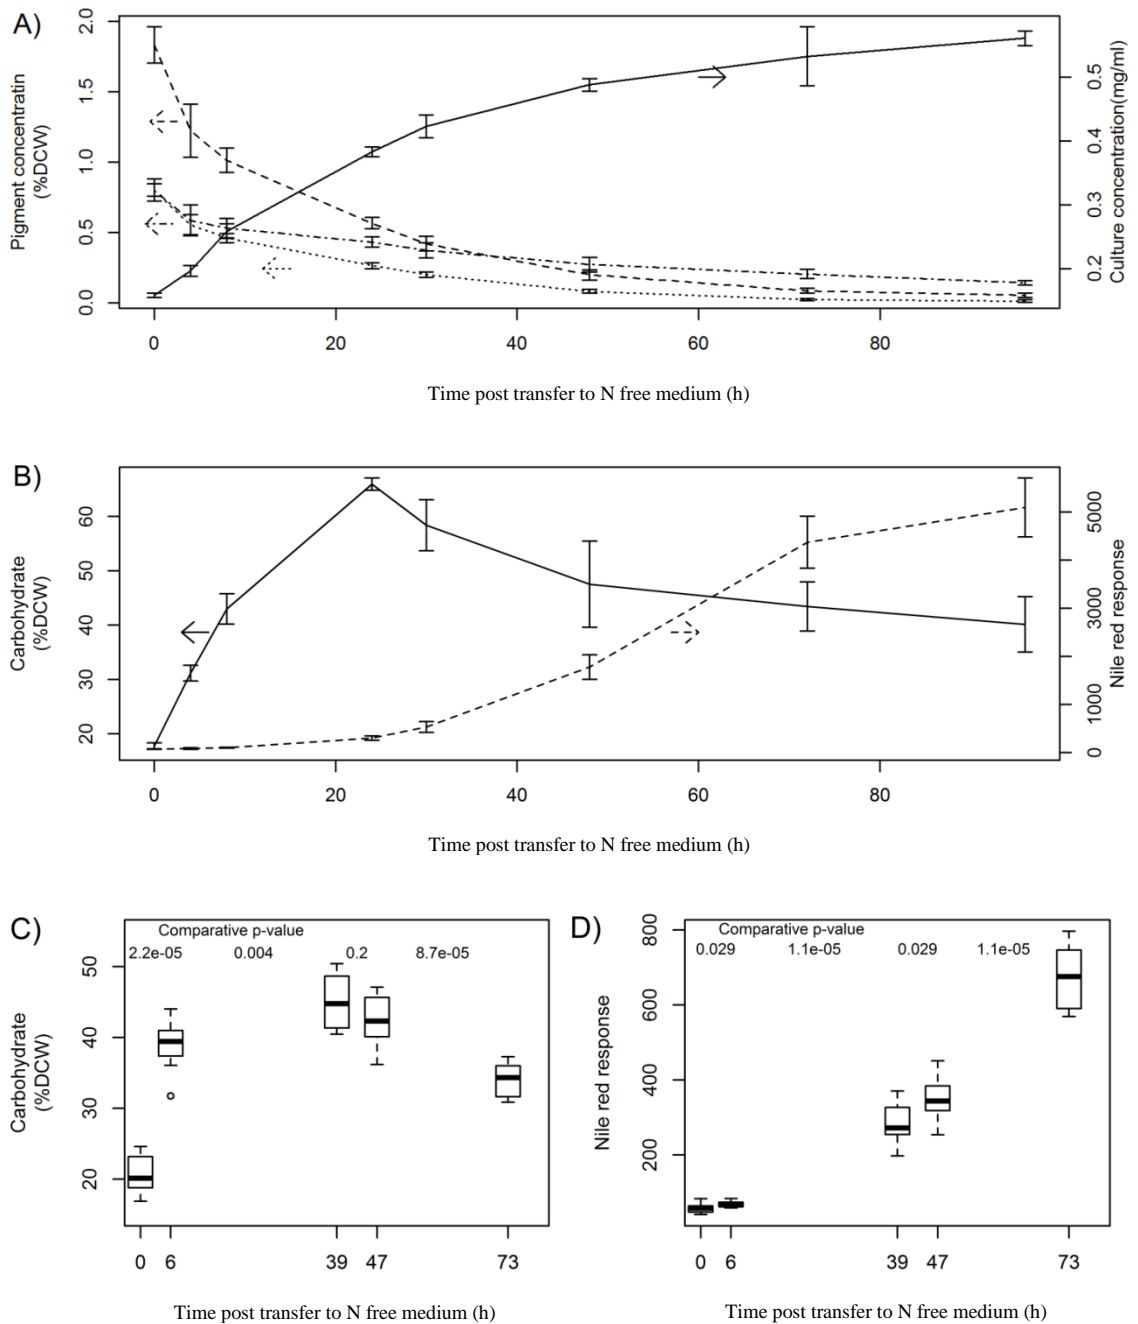 A)
Pigment concentratin
(%DCW)
0.0 0.5 1.0 1.5 2.0
Culture concentration(mg/ml)
0.2 0.3 0.4 0.5
0 20 40 60 80
Time post transfer to N free medium (h)
B)
Carbohydrate
(%DCW)
20 30 40 50 60
Nile red response
0 1000 3000 5000
0 20 40 60 80
Time post transfer to N free medium (h)
C)
Comparative p-value
2.2e-05 0.004 0.2 8.7e-05
Carbohydrate
(%DCW)
20 30 40 50
0 6 39 47 73
Time post transfer to N free medium (h)
D)
Comparative p-value
0.029 1.1e-05 0.029 1.1e-05
Nile red response
200 400 600 800
0 6 39 47 73
Time post transfer to N free medium (h)